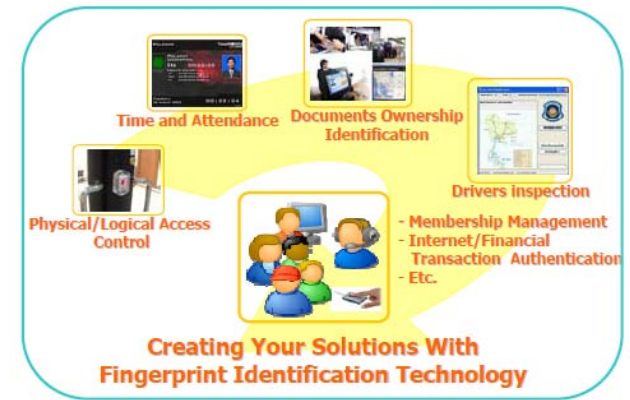 Time and Attendance
Documents Ownership
Identification
Drivers inspection
Physical/Logical Access
Control
- Membership Management
- Internet/Financial
Transaction Authentication
- Etc.
Creating Your Solutions With
Fingerprint Identification Technology